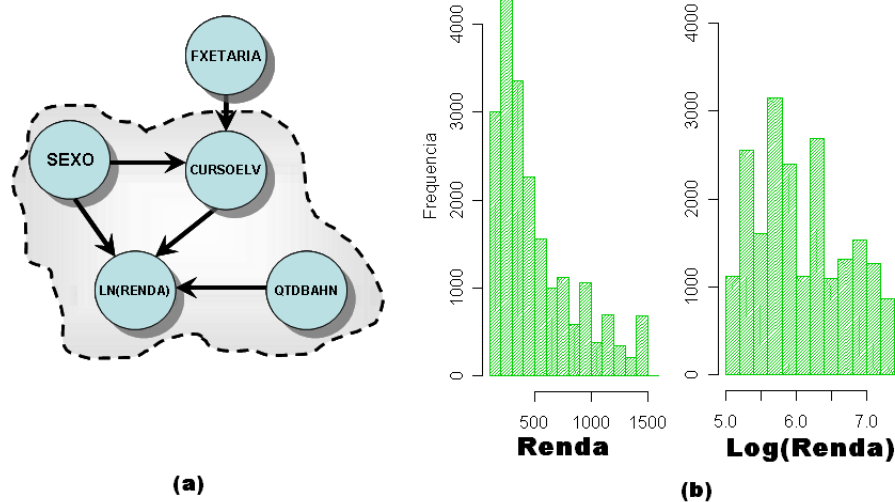 FXETARIA
SEXO
CURSOELV
LN(RENDA)
QTDBAHN
(a)
Frequencia
4000
3000
2000
1000
0
500 1000 1500
Renda
4000
3000
2000
1000
0
5.0 6.0 7.0
Log(Renda)
(b)